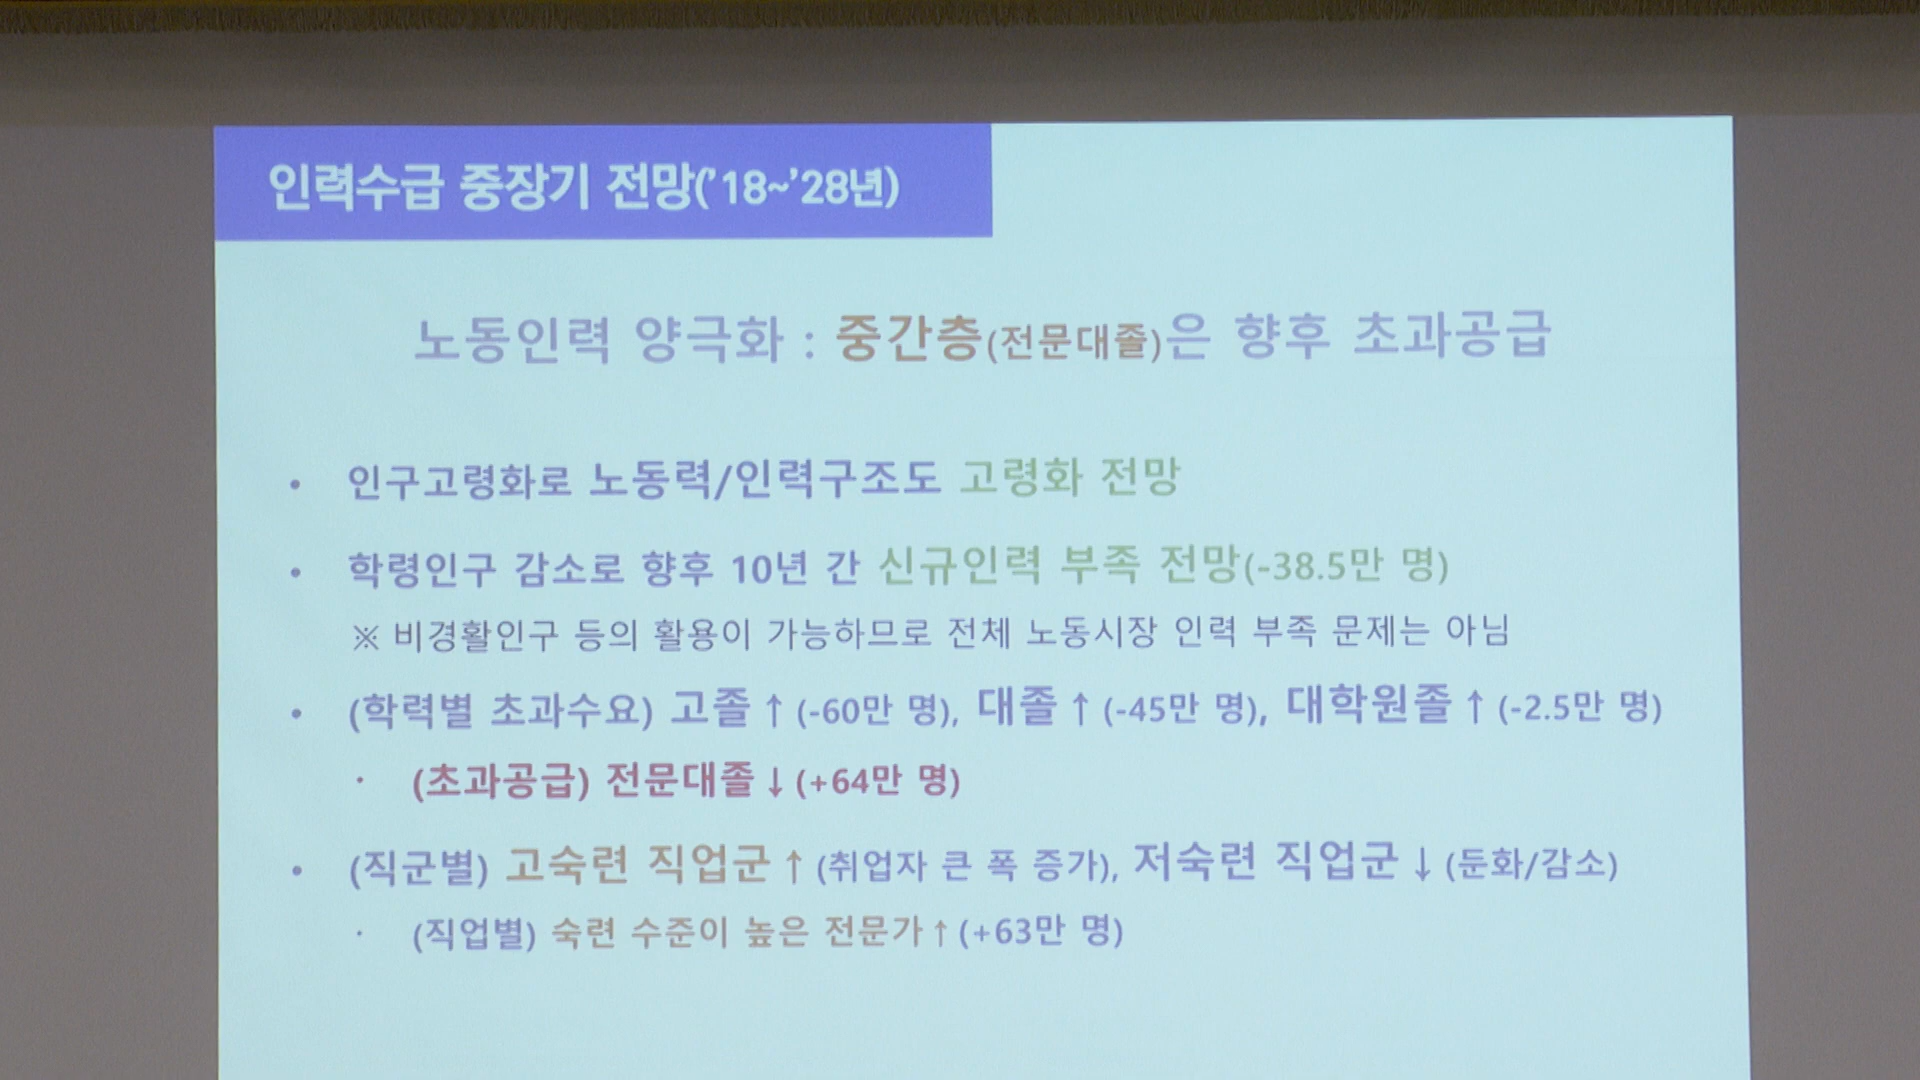 인력수급 중장기 전망('18~'28년)
노동인력 양극화 : 중간층(전문대졸)은 향후 초과공급
• 인구고령화로 노동력/인력구조도 고령화 전망
• 학령인구 감소로 향후 10년 간 신규인력 부족 전망(-38.5만 명)
※ 비경활인구 등의 활용이 가능하므로 전체 노동시장 인력 부족 문제는 아님
• (학력별 초과수요) 고졸↑(-60만 명), 대졸↑(-45만 명), 대학원졸↑(-2.5만 명)
· (초과공급) 전문대졸↓(+64만 명)
• (직군별) 고숙련 직업군↑(취업자 큰 폭 증가), 저숙련 직업군↓(둔화/감소)
· (직업별) 숙련 수준이 높은 전문가↑(+63만 명)